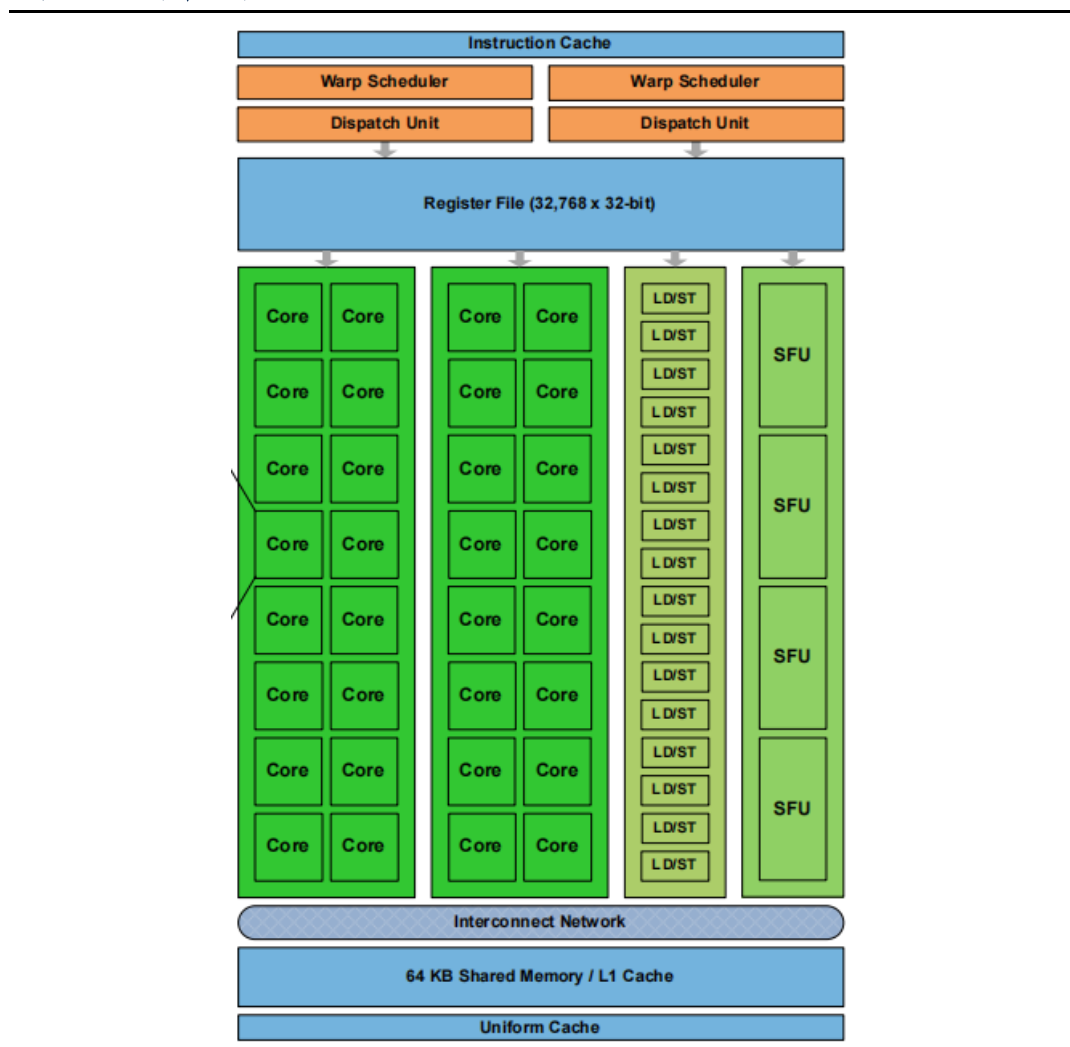 Instruction Cache
Warp Scheduler Warp Scheduler
Dispatch Unit Dispatch Unit
Register File (32,768 x 32-bit)
LD/ST
Core Core Core Core
LD/ST
SFU
LD/ST
Core Core Core Core
LD/ST
LD/ST
Core Core Core Core
LD/ST
SFU
LD/ST
Core Core Core Core
LD/ST
LD/ST
Core Core Core Core
LD/ST
SFU
LD/ST
Core Core Core Core
LD/ST
LD/ST
Core Core Core Core
LD/ST
SFU
LD/ST
Core Core Core Core
LD/ST
Interconnect Network
64 KB Shared Memory / L1 Cache
Uniform Cache